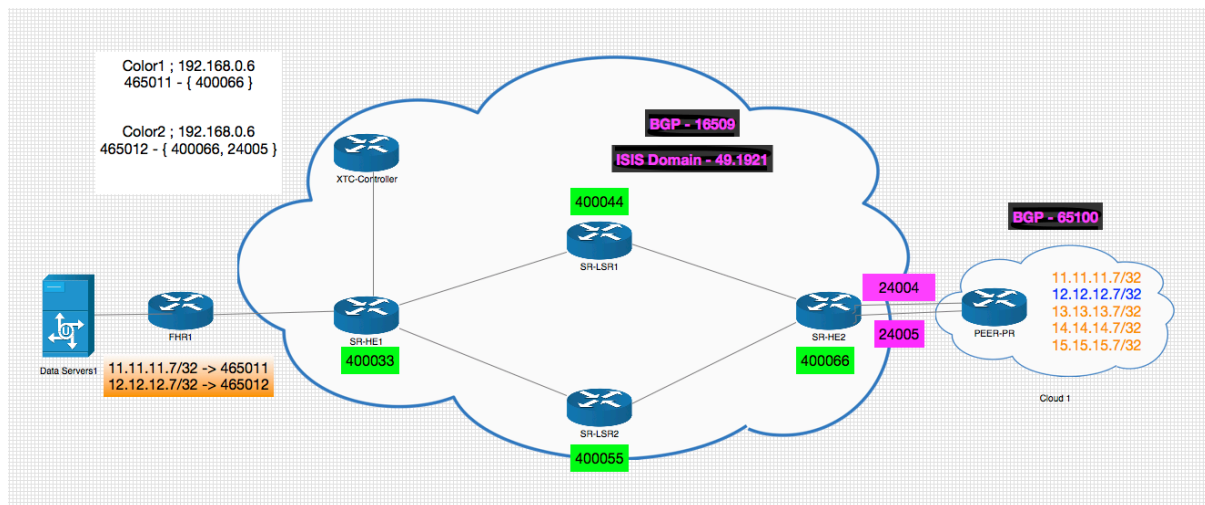 Color1 ; 192.168.0.6
465011 - { 400066 }
Color2 ; 192.168.0.6
465012 - { 400066, 24005 }
BGP - 16509
ISIS Domain - 49.1921
XTC-Controller
400044
SR-LSR1
BGP - 65100
Data Servers1
FHR1
11.11.11.7/32 -> 465011
12.12.12.7/32 -> 465012
SR-HE1
400033
SR-LSR2
400055
24004
24005
SR-HE2
400066
PEER-PR
11.11.11.7/32
12.12.12.7/32
13.13.13.7/32
14.14.14.7/32
15.15.15.7/32
Cloud 1